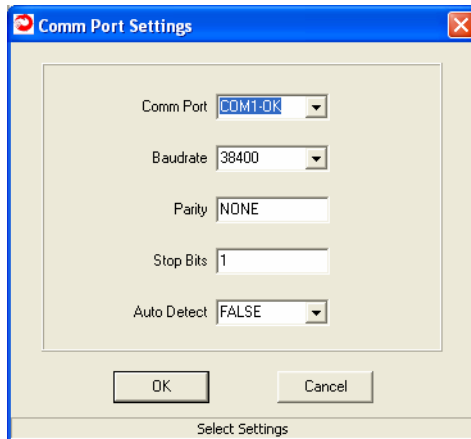 Comm Port Settings
Comm Port COM1-OK
Baudrate 38400
Parity NONE
Stop Bits 1
Auto Detect FALSE
OK Cancel
Select Settings